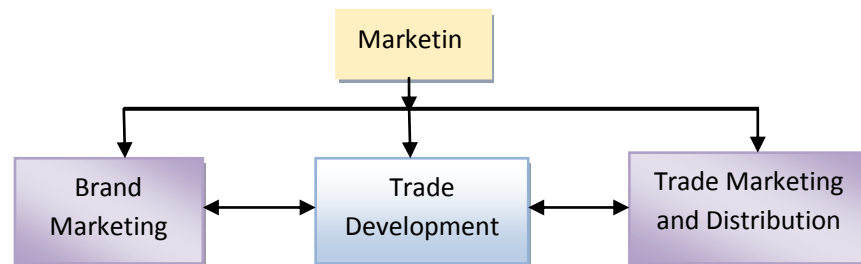 Marketin
Brand
Marketing
Trade
Development
Trade Marketing
and Distribution